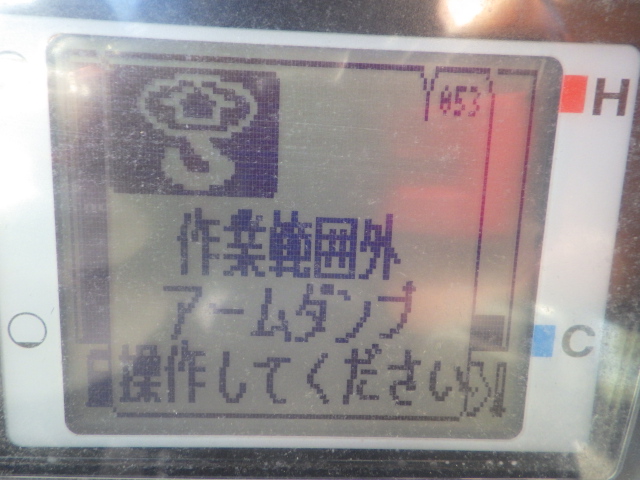 053
H
作業範囲外
アームダンプ
C
操作してください